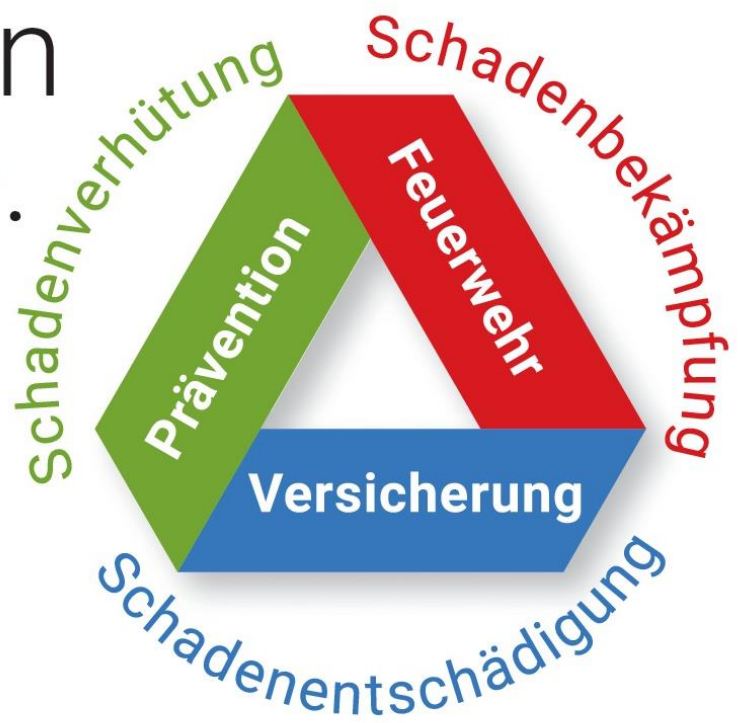 n
.
Schadenverhütung
Schadenbekämpfung
Prävention
Feuerwehr
Versicherung
Schadenentschädigung